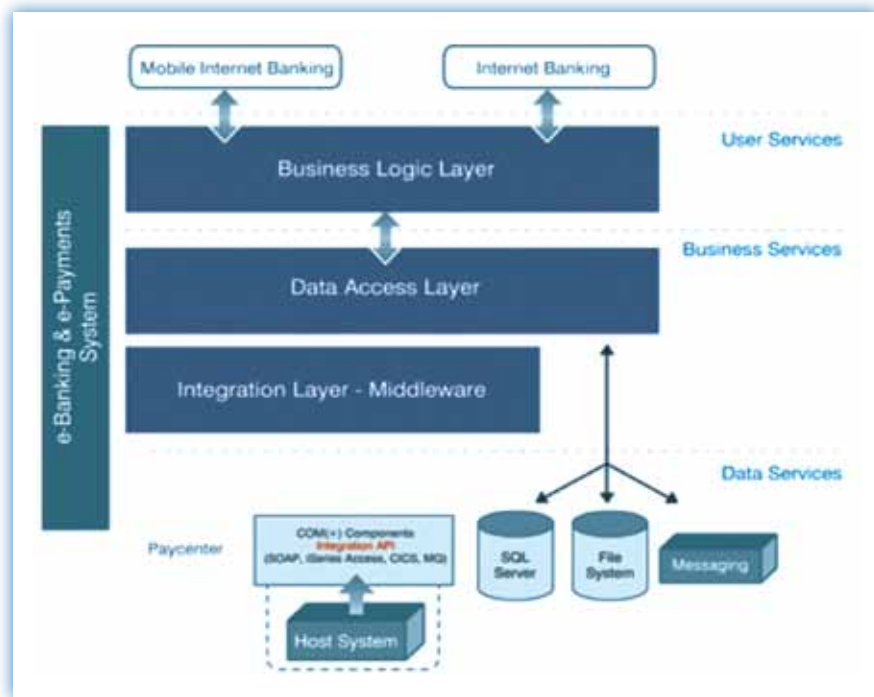 Mobile Internet Banking
Internet Banking
User Services
Business Logic Layer
Business Services
Data Access Layer
e-Banking & e-Payments
System
Integration Layer - Middleware
Data Services
Paycenter
COM(+) Components
Integration API
(SOAP, iSeries Access, CICS, MQ)
SQL
Server
File
System
Messaging
Host System